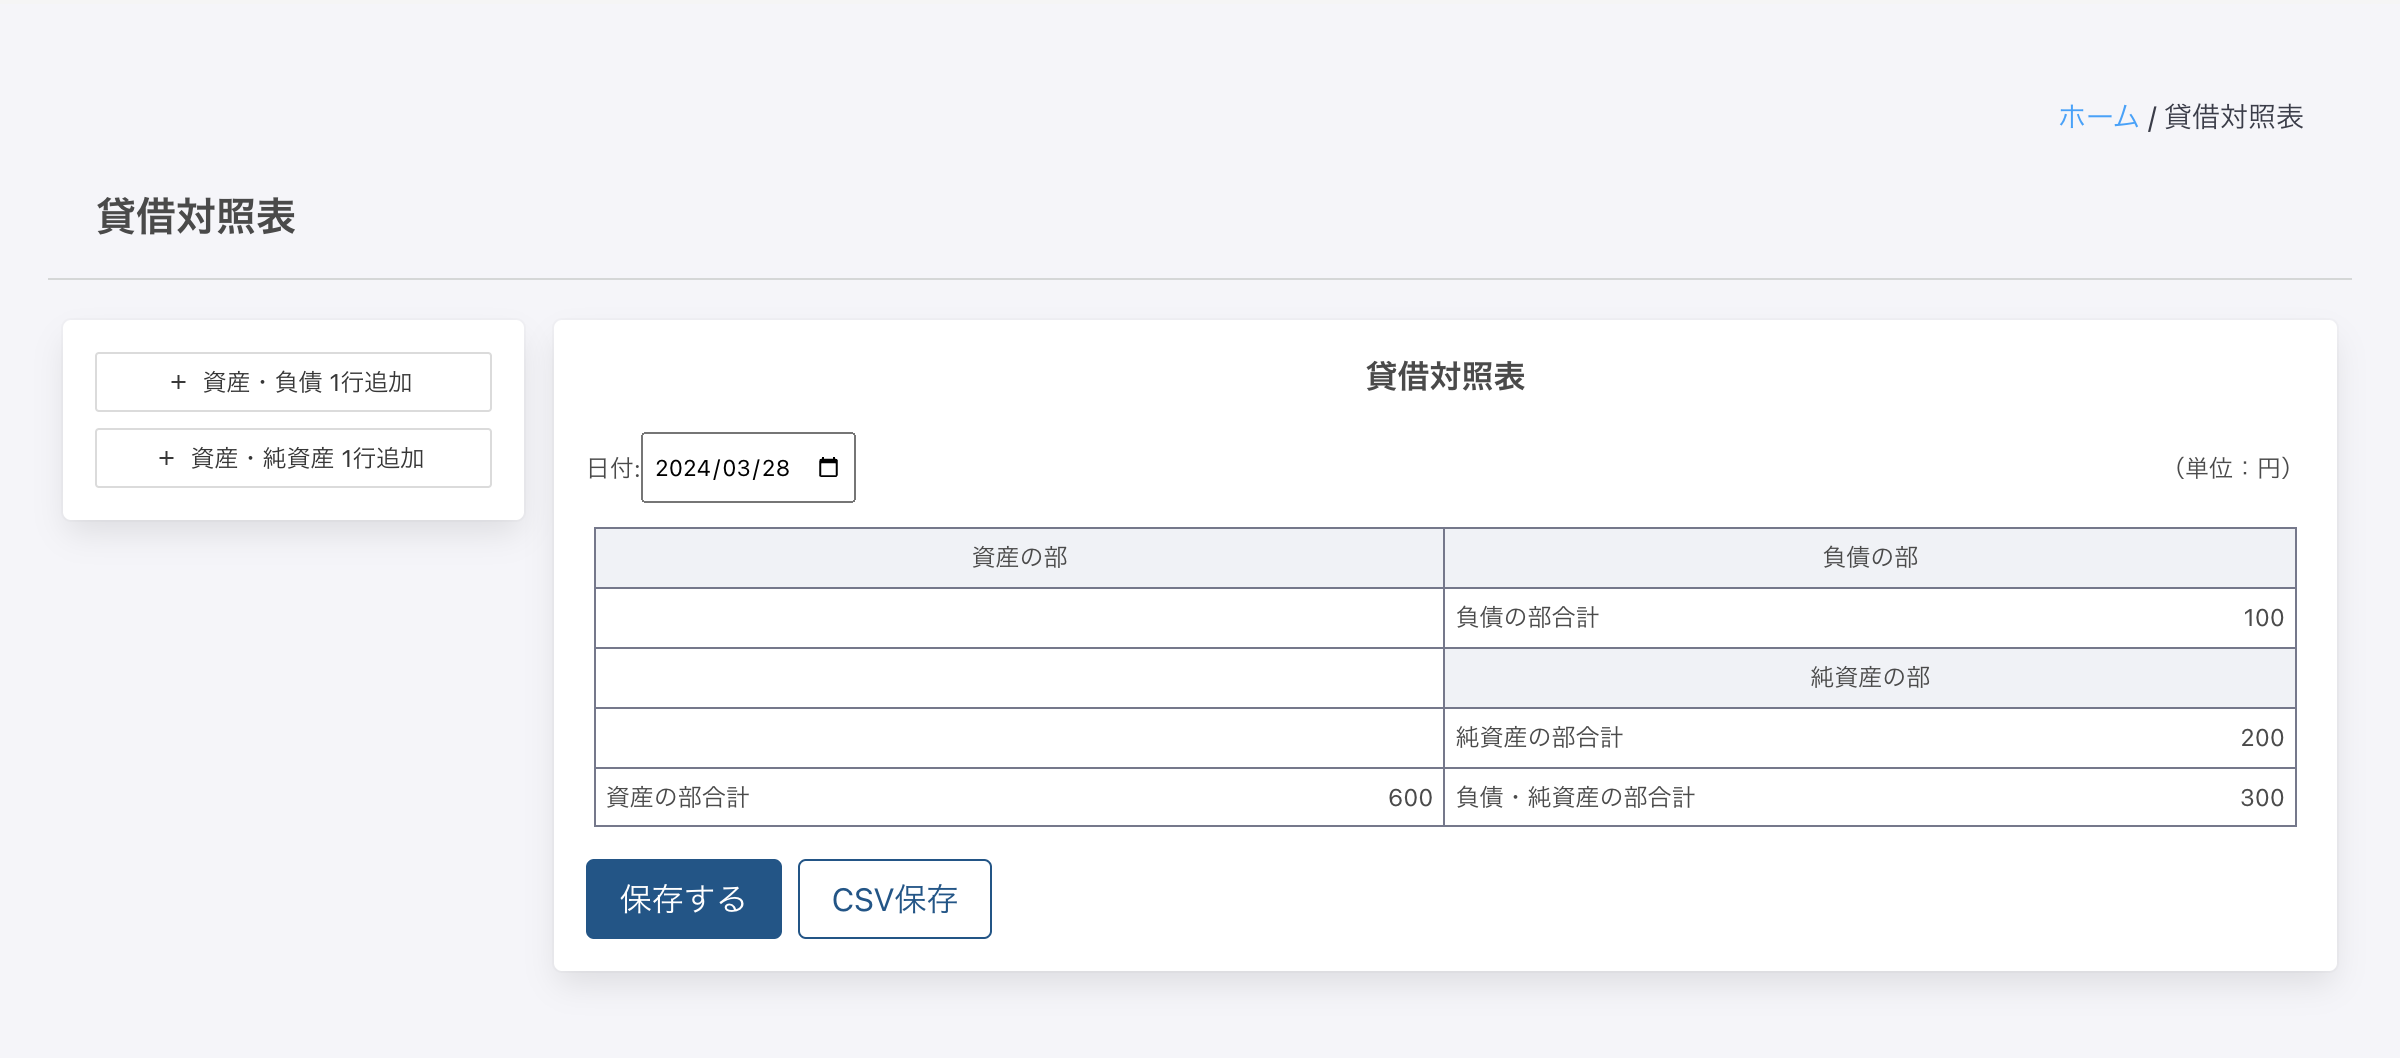 ホーム / 貸借対照表
貸借対照表
+ 資産・負債 1行追加
+ 資産・純資産 1行追加
貸借対照表
日付: 2024/03/28
（単位：円）
資産の部 負債の部
負債の部合計 100
純資産の部
純資産の部合計 200
資産の部合計 600 負債・純資産の部合計 300
保存する CSV保存